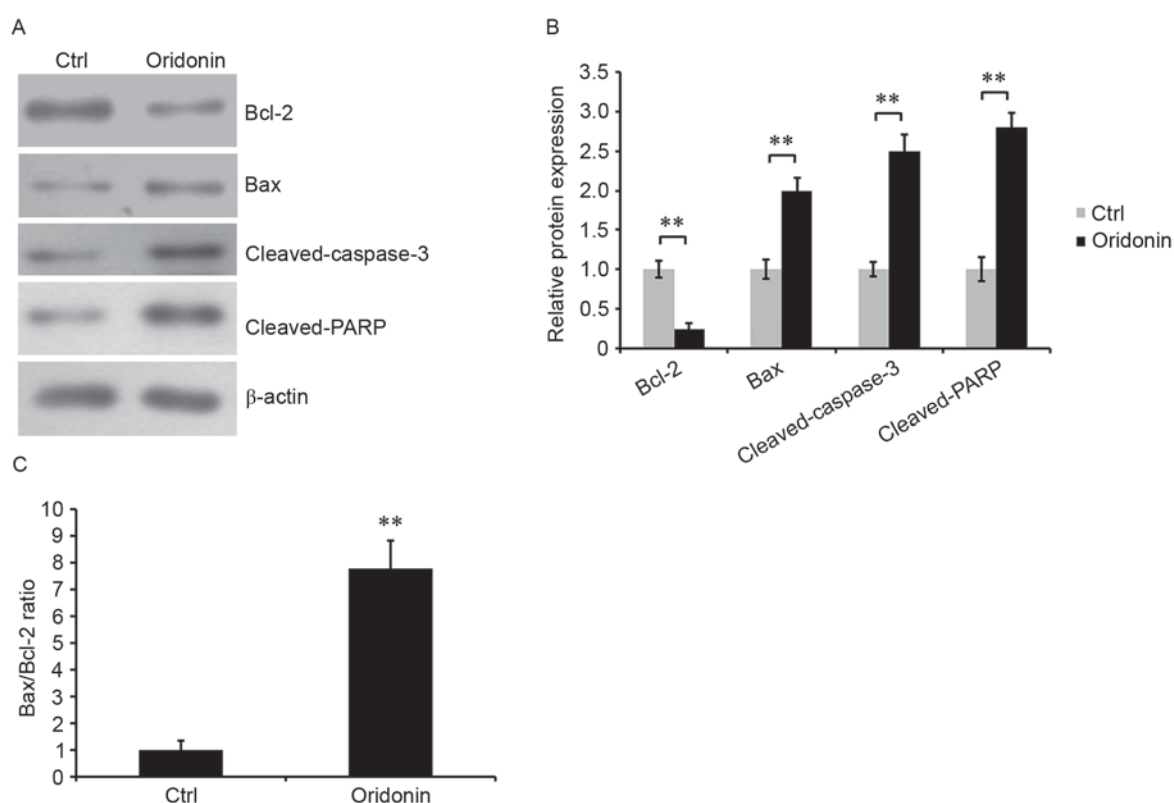 A
Ctrl Oridonin
Bcl-2
Bax
Cleaved-caspase-3
Cleaved-PARP
β-actin
B
Relative protein expression
3.5
3.0
2.5
2.0
1.5
1.0
0.5
0
**
**
**
**
Bcl-2
Bax
Cleaved-caspase-3
Cleaved-PARP
Ctrl
Oridonin
C
Bax/Bcl-2 ratio
10
9
8
7
6
5
4
3
2
1
0
**
Ctrl Oridonin